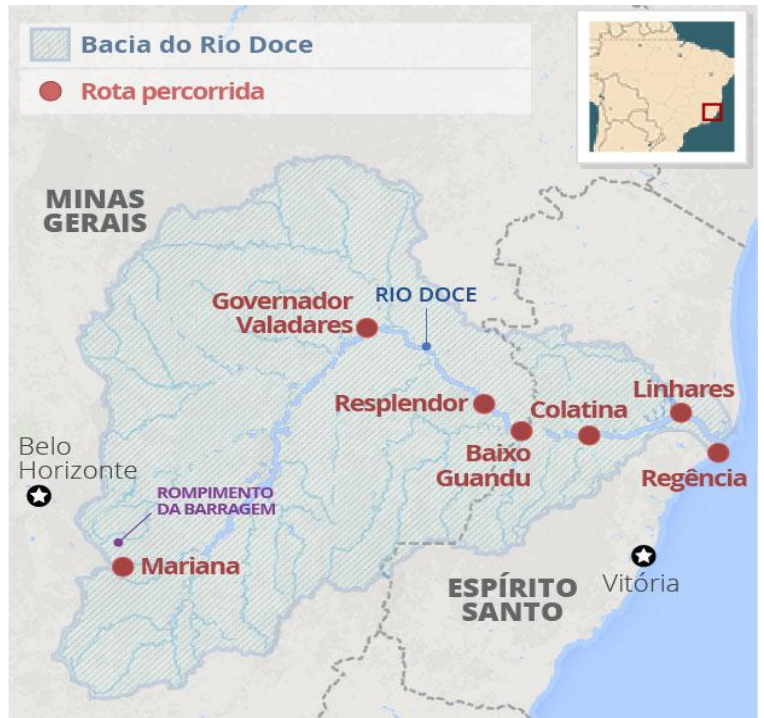 Bacia do Rio Doce
Rota percorrida
MINAS
GERAIS
Governador
Valadares
RIO DOCE
Resplendor
Colatina
Linhares
Baixo
Guandu
Regência
Belo
Horizonte
ROMPIMENTO
DA BARRAGEM
Mariana
ESPÍRITO
SANTO
Vitória